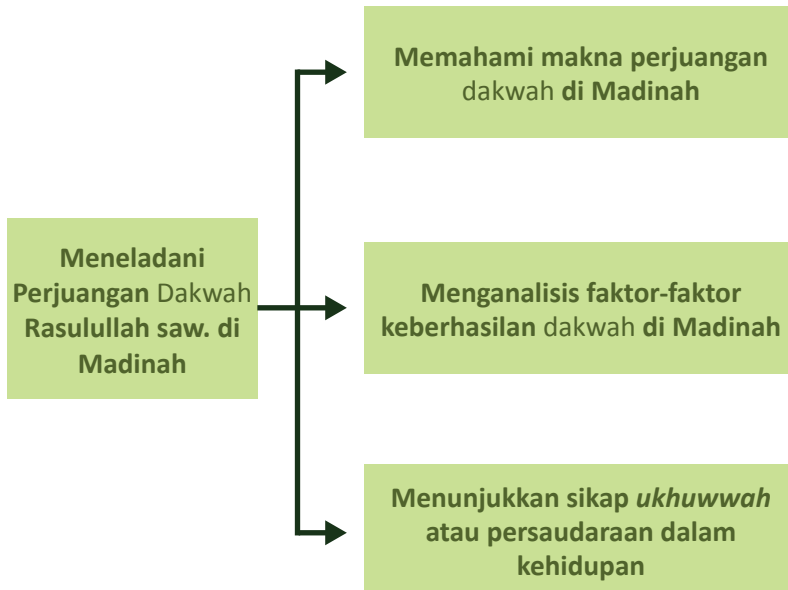 Meneladani
Perjuangan Dakwah
Rasulullah saw. di
Madinah
Memahami makna perjuangan
dakwah di Madinah
Menganalisis faktor-faktor
keberhasilan dakwah di Madinah
Menunjukkan sikap ukhuwwah
atau persaudaraan dalam
kehidupan